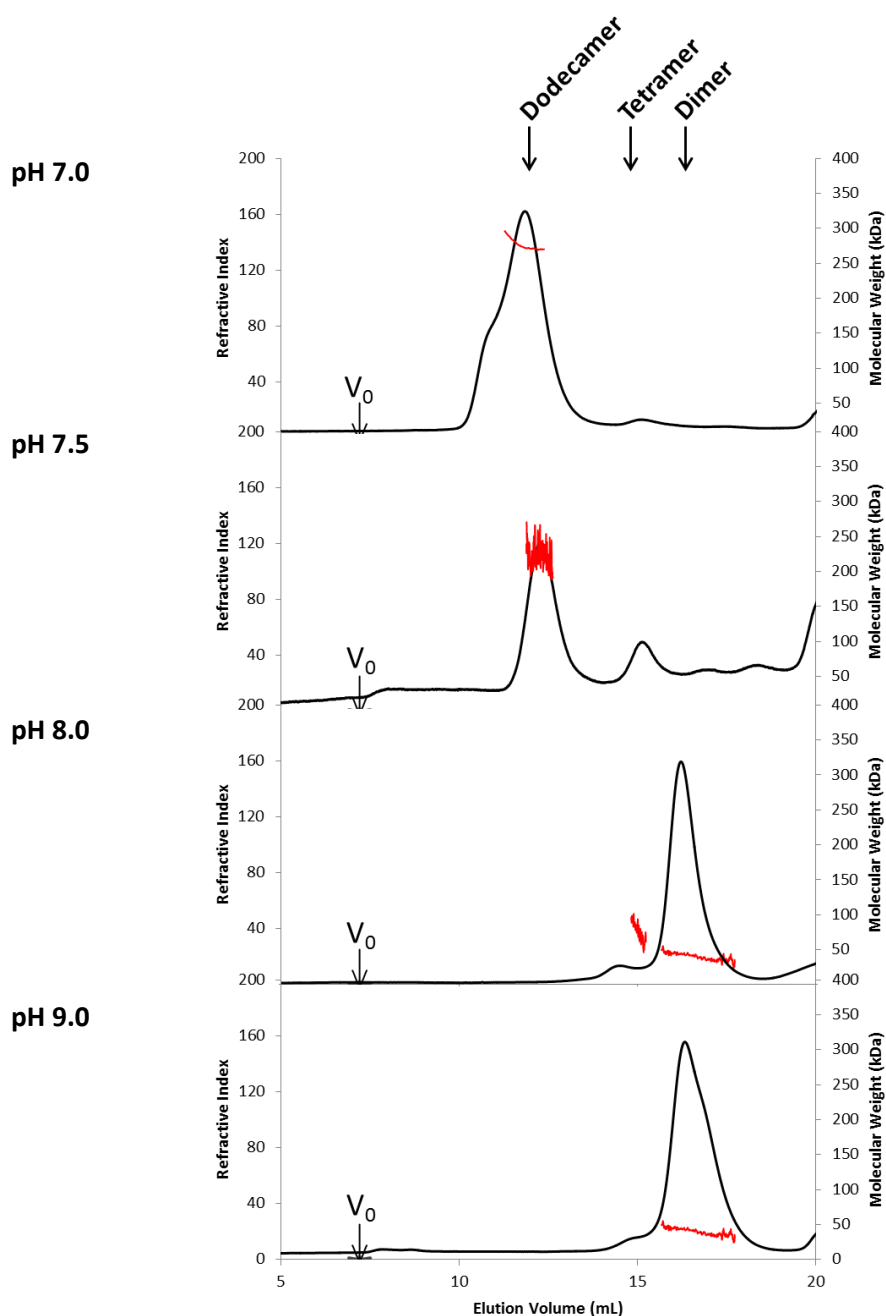 Dodecamer
Tetramer
Dimer
pH 7.0
200
160
120
80
40
Refractive Index
V0
400
350
300
250
200
150
100
50
Molecular Weight (kDa)
pH 7.5
200
160
120
80
40
Refractive Index
V0
400
350
300
250
200
150
100
50
Molecular Weight (kDa)
pH 8.0
200
160
120
80
40
Refractive Index
V0
400
350
300
250
200
150
100
50
Molecular Weight (kDa)
pH 9.0
200
160
120
80
40
0
Refractive Index
V0
400
350
300
250
200
150
100
50
0
Molecular Weight (kDa)
5
10
15
20
Elution Volume (mL)